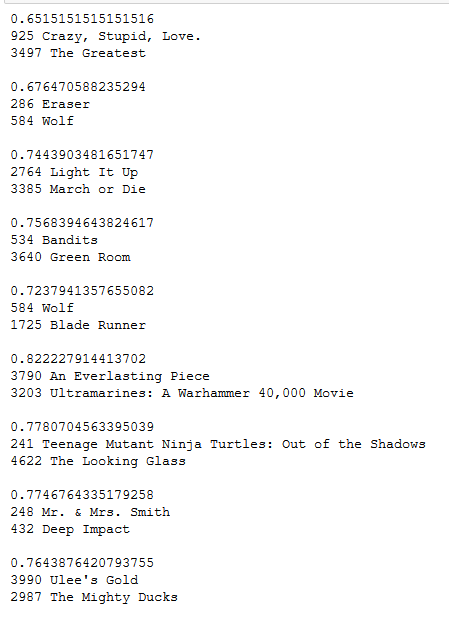 0.6515151515151516
925 Crazy, Stupid, Love.
3497 The Greatest
0.676470588235294
286 Eraser
584 Wolf
0.7443903481651747
2764 Light It Up
3385 March or Die
0.7568394643824617
534 Bandits
3640 Green Room
0.7237941357655082
584 Wolf
1725 Blade Runner
0.822227914413702
3790 An Everlasting Piece
3203 Ultramarines: A Warhammer 40,000 Movie
0.7780704563395039
241 Teenage Mutant Ninja Turtles: Out of the Shadows
4622 The Looking Glass
0.7746764335179258
248 Mr. & Mrs. Smith
432 Deep Impact
0.7643876420793755
3990 Ulee's Gold
2987 The Mighty Ducks